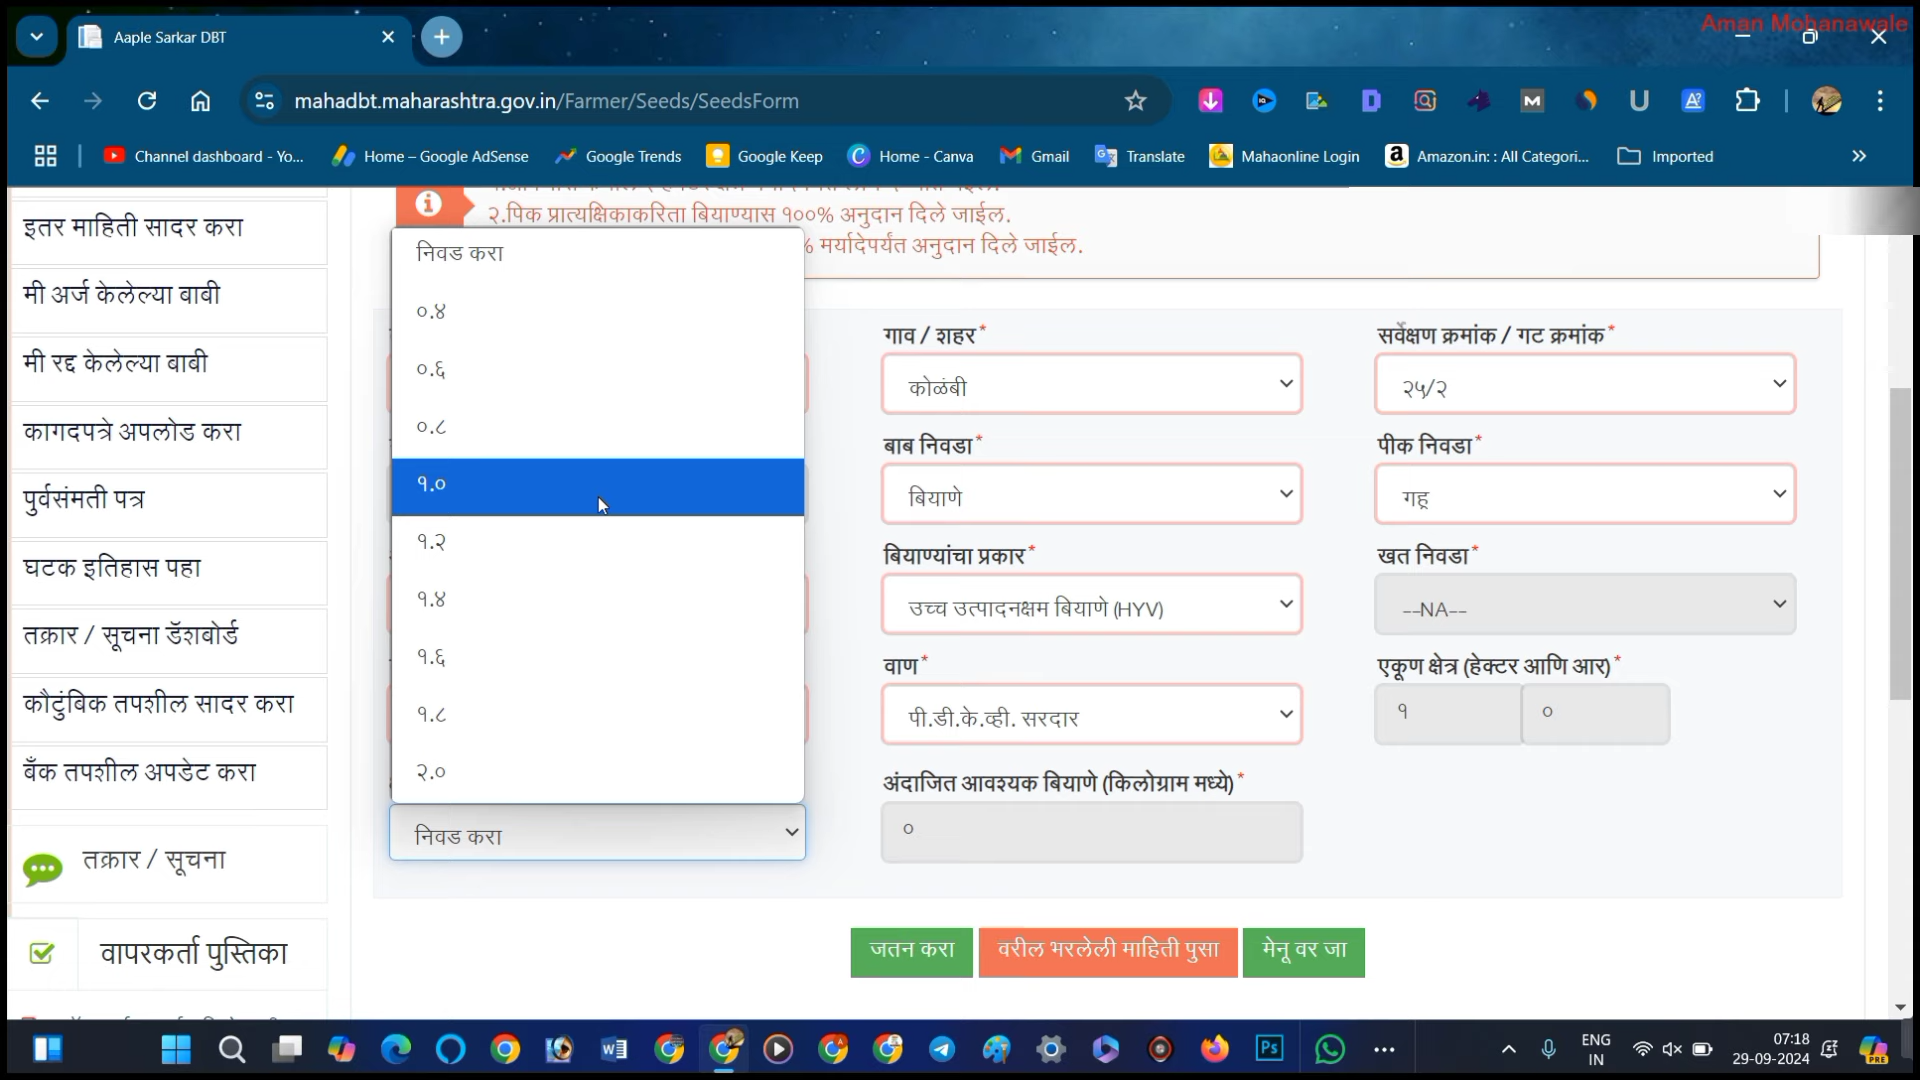 Aman Mohanawale
Aaple Sarkar DBT
mahadbt.maharashtra.gov.in/Farmer/Seeds/SeedsForm
Channel dashboard - Yo...
Home – Google AdSense
Google Trends
Google Keep
Home - Canva
Gmail
Translate
Mahaonline Login
Amazon.in: : All Categori...
Imported
इतर माहिती सादर करा
मी अर्ज केलेल्या बाबी
मी रद्द केलेल्या बाबी
कागदपत्रे अपलोड करा
पुर्वसंमती पत्र
घटक इतिहास पहा
तक्रार / सूचना डॅशबोर्ड
कौटुंबिक तपशील सादर करा
बँक तपशील अपडेट करा
तक्रार / सूचना
वापरकर्ता पुस्तिका
२.पिक प्रात्यक्षिकाकरिता बियाण्यास १००% अनुदान दिले जाईल.
% मर्यादेपर्यंत अनुदान दिले जाईल.
निवड करा
०.४
०.६
०.८
१.०
१.२
१.४
१.६
१.८
२.०
निवड करा
गाव / शहर*
कोळंबी
सर्वेक्षण क्रमांक / गट क्रमांक*
२५/२
बाब निवडा*
बियाणे
पीक निवडा*
गहू
बियाण्यांचा प्रकार*
उच्च उत्पादनक्षम बियाणे (HYV)
खत निवडा*
--NA--
वाण*
पी.डी.के.व्ही. सरदार
एकूण क्षेत्र (हेक्टर आणि आर)*
१
०
अंदाजित आवश्यक बियाणे (किलोग्राम मध्ये)*
०
जतन करा
वरील भरलेली माहिती पुसा
मेनू वर जा
ENG
IN
07:18
29-09-2024